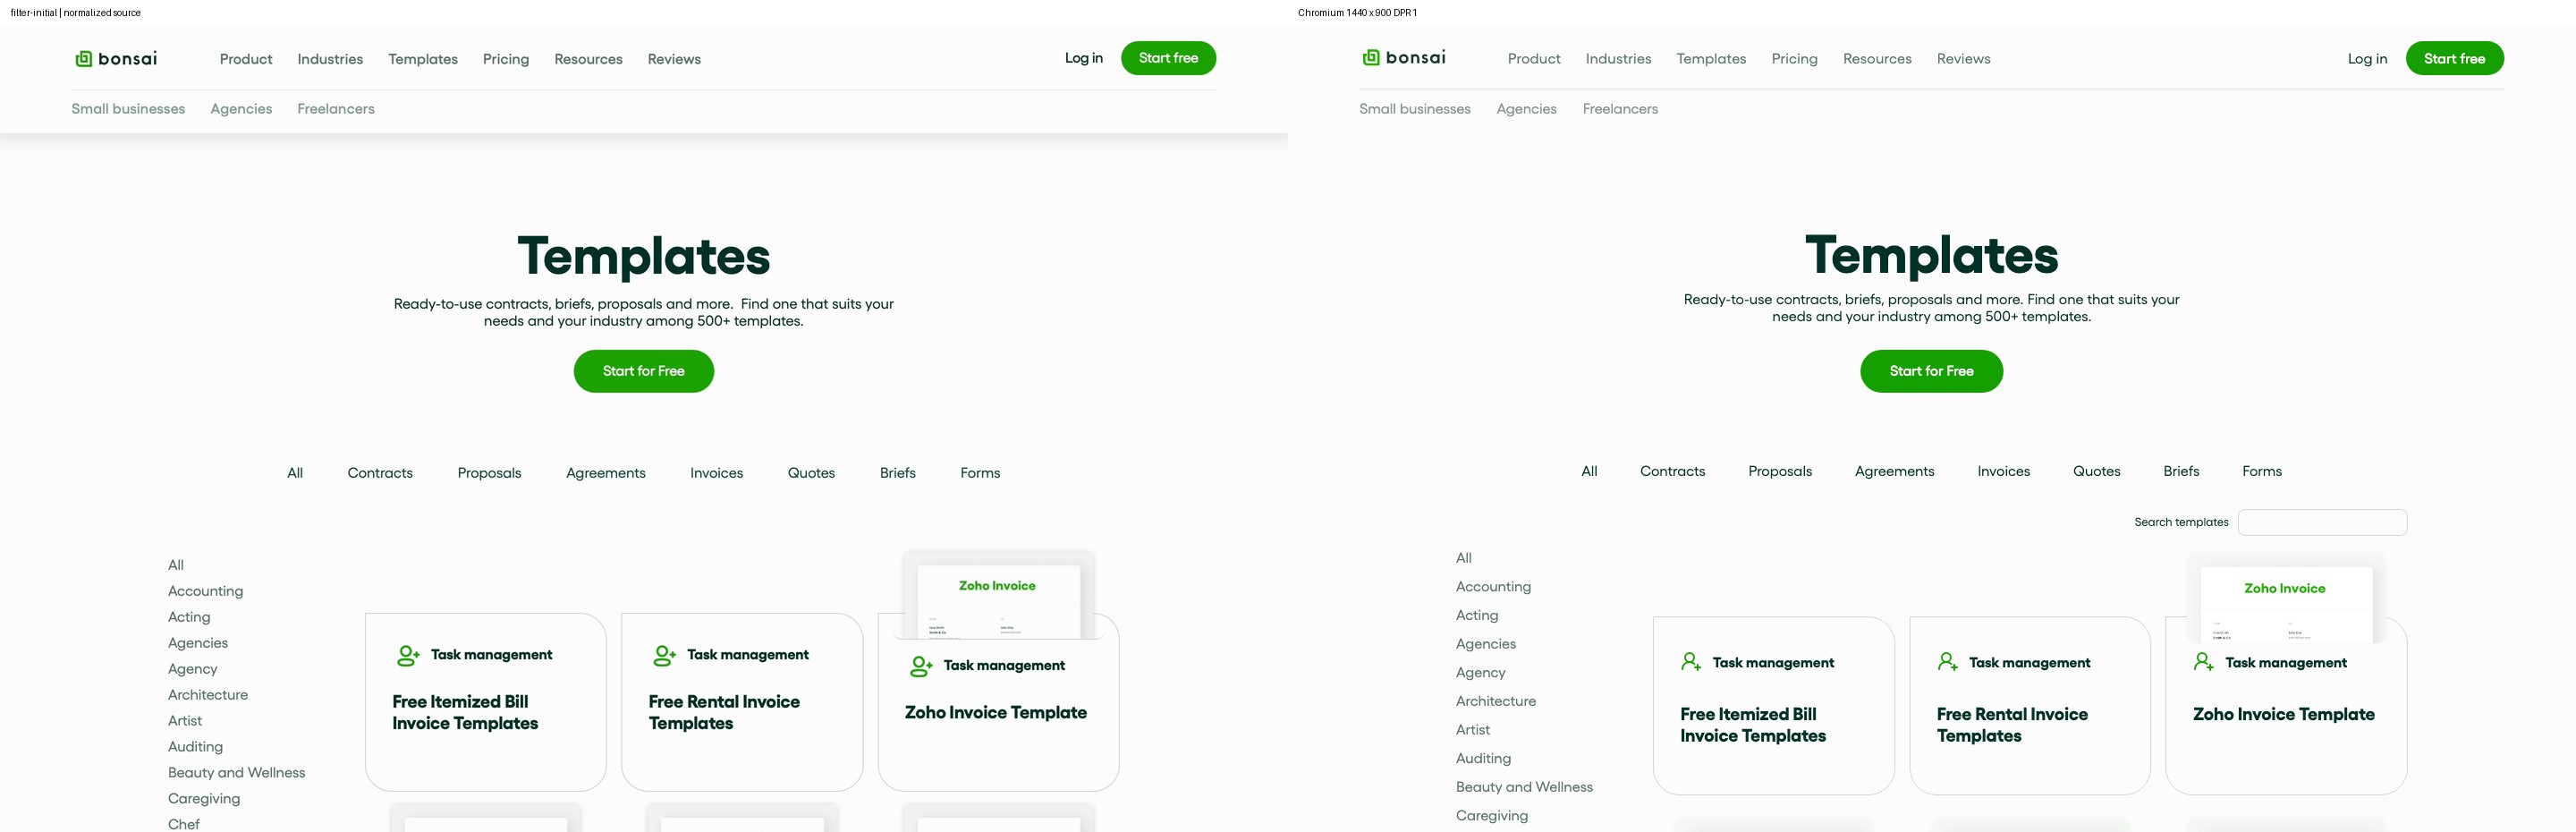 filter-initial | normalized source
bonsai Product Industries Templates Pricing Resources Reviews Log in Start free
Small businesses Agencies Freelancers
Templates
Ready-to-use contracts, briefs, proposals and more. Find one that suits your
needs and your industry among 500+ templates.
Start for Free
All Contracts Proposals Agreements Invoices Quotes Briefs Forms
All
Accounting
Acting
Agencies
Agency
Architecture
Artist
Auditing
Beauty and Wellness
Caregiving
Chef
Task management
Free Itemized Bill
Invoice Templates
Task management
Free Rental Invoice
Templates
Zoho Invoice
Task management
Zoho Invoice Template
Chromium 1440 x 900 DPR 1
bonsai Product Industries Templates Pricing Resources Reviews Log in Start free
Small businesses Agencies Freelancers
Templates
Ready-to-use contracts, briefs, proposals and more. Find one that suits your
needs and your industry among 500+ templates.
Start for Free
All Contracts Proposals Agreements Invoices Quotes Briefs Forms
Search templates
All
Accounting
Acting
Agencies
Agency
Architecture
Artist
Auditing
Beauty and Wellness
Caregiving
Task management
Free Itemized Bill
Invoice Templates
Task management
Free Rental Invoice
Templates
Zoho Invoice
Task management
Zoho Invoice Template